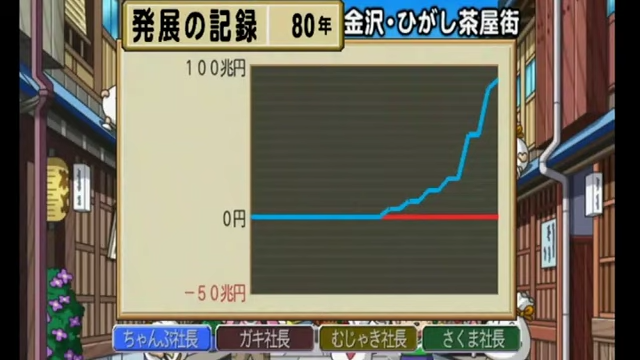 発展の記録 80年
金沢・ひがし茶屋街
100兆円
0円
－50兆円
ちゃんぷ社長 ガキ社長 むじゃき社長 さくま社長